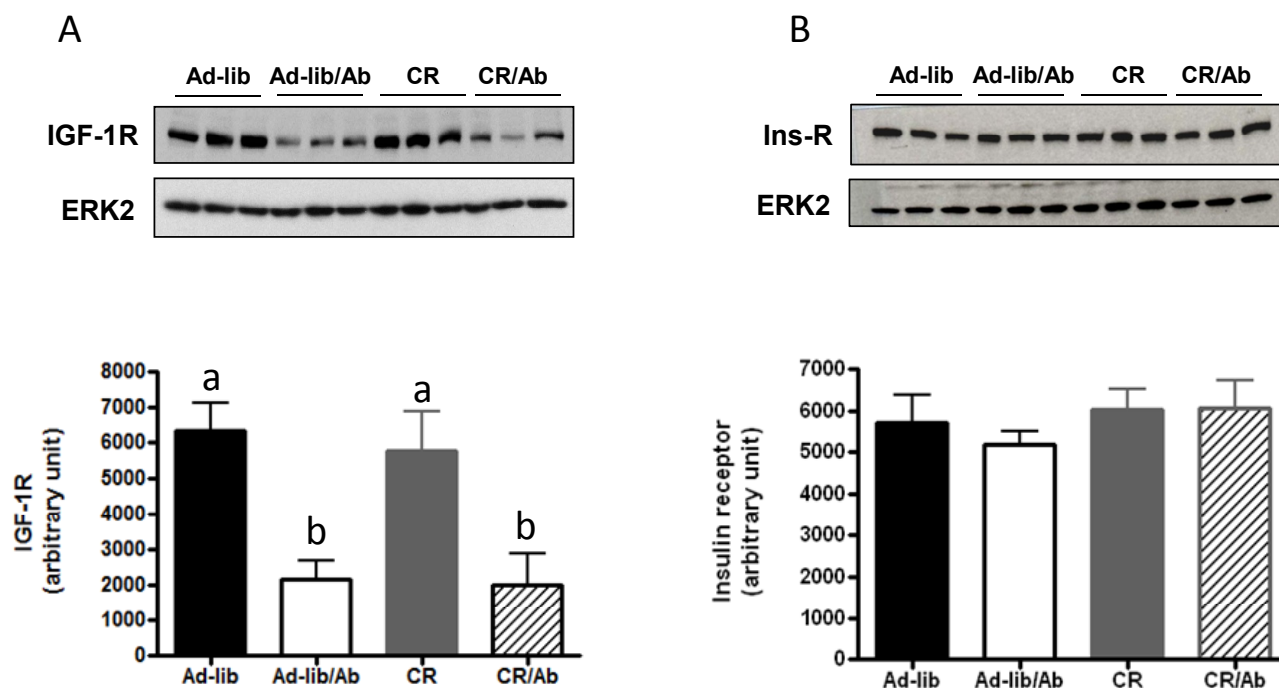 A
Ad-lib Ad-lib/Ab CR CR/Ab
IGF-1R
ERK2
8000
7000
6000
5000
4000
3000
2000
1000
0
IGF-1R
(arbitrary unit)
a
b
a
b
Ad-lib Ad-lib/Ab CR CR/Ab
B
Ad-lib Ad-lib/Ab CR CR/Ab
Ins-R
ERK2
7000
6000
5000
4000
3000
2000
1000
0
Insulin receptor
(arbitrary unit)
Ad-lib Ad-lib/Ab CR CR/Ab